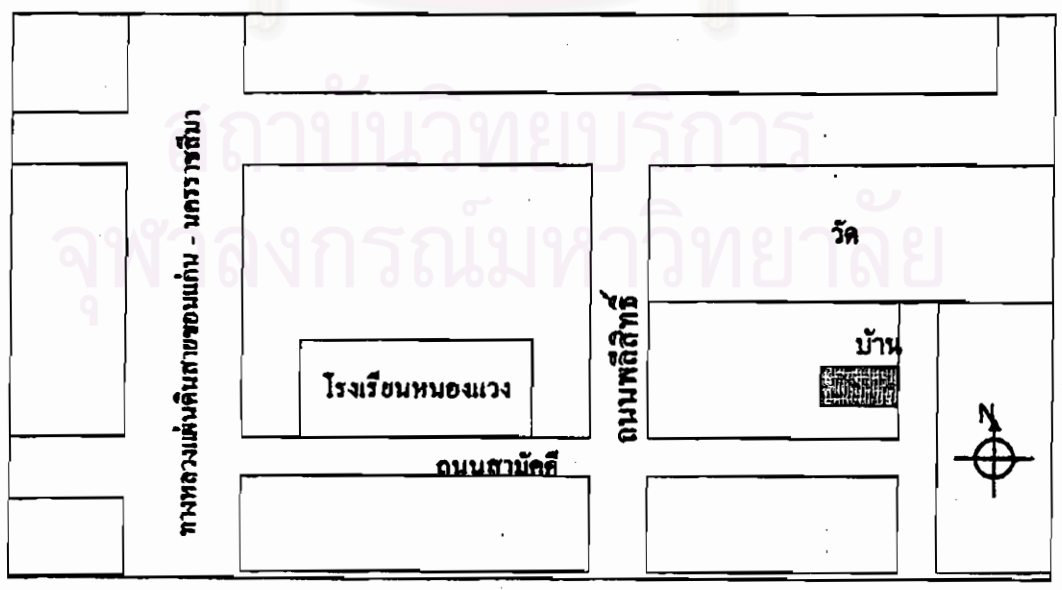 สถาบันวิทยบริการ
จุฬาลงกรณ์มหาวิทยาลัย
ทางหลวงแผ่นดินสายขอนแก่น - นครราชสีมา
วัด
ถนนพลีสิทธิ์
บ้าน
โรงเรียนหนองแวง
ถนนสามัคคี
N